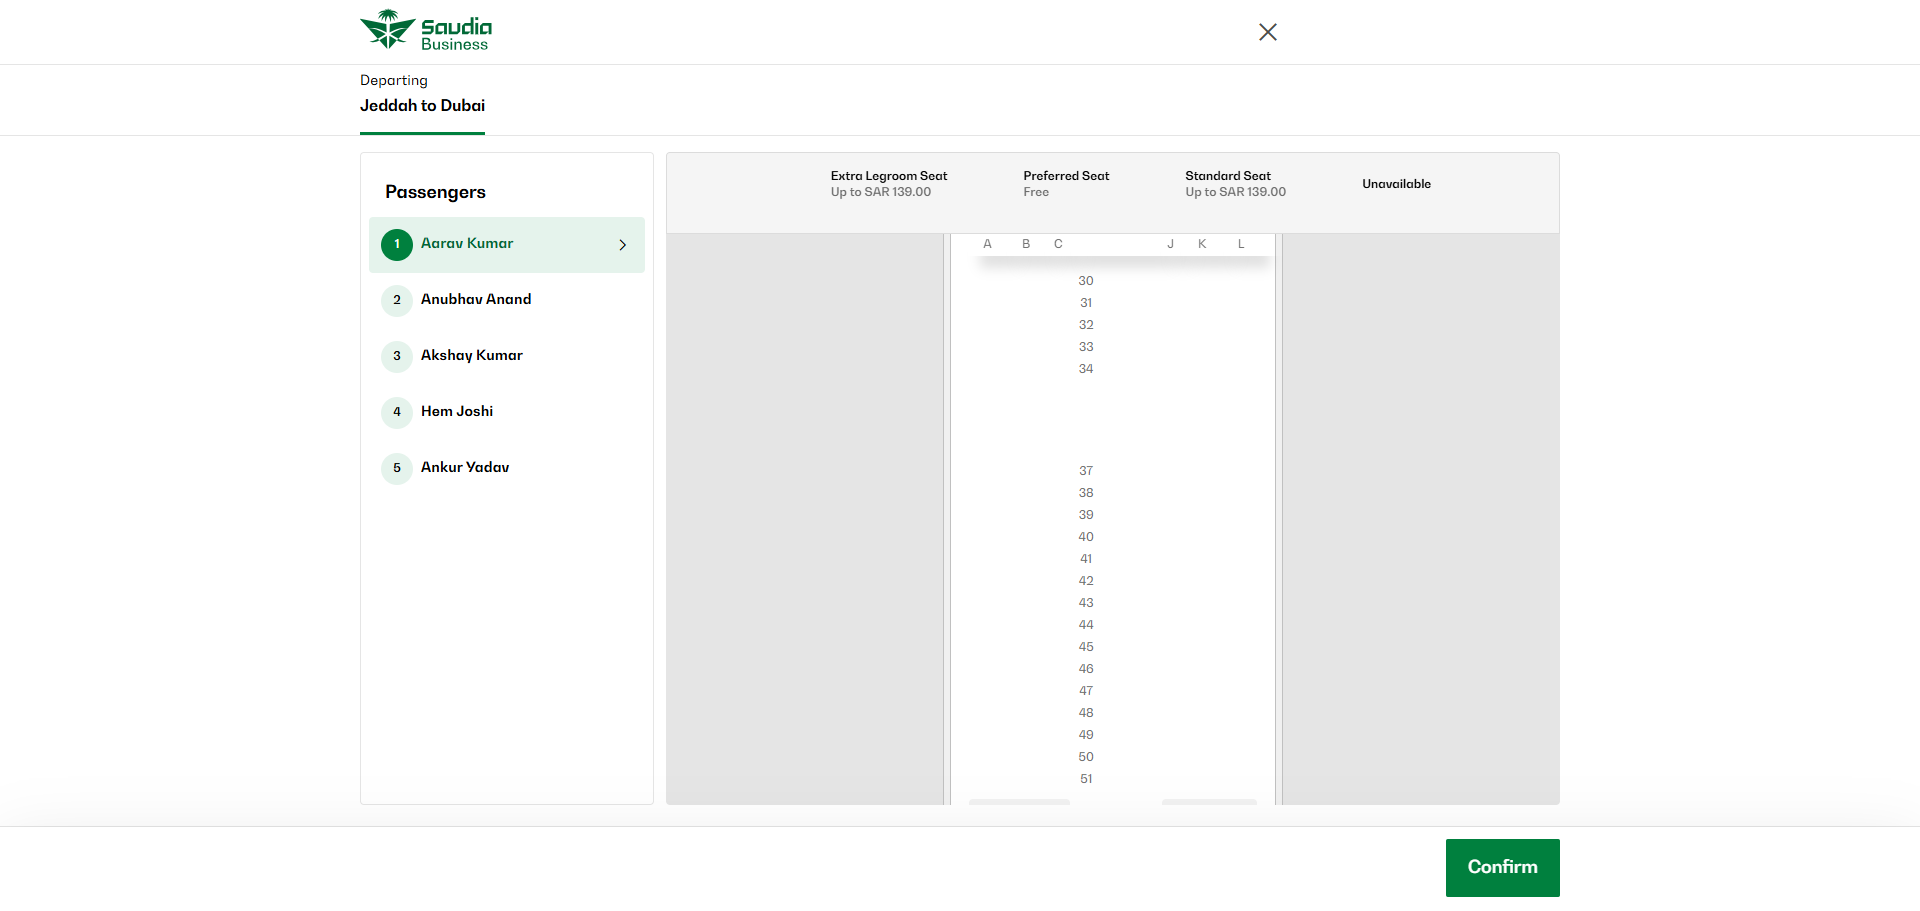 Saudia
Business
Departing
Jeddah to Dubai
Passengers
1 Aarav Kumar
2 Anubhav Anand
3 Akshay Kumar
4 Hem Joshi
5 Ankur Yadav
Extra Legroom Seat
Up to SAR 139.00
Preferred Seat
Free
Standard Seat
Up to SAR 139.00
Unavailable
A B C J K L
30
31
32
33
34
37
38
39
40
41
42
43
44
45
46
47
48
49
50
51
Confirm